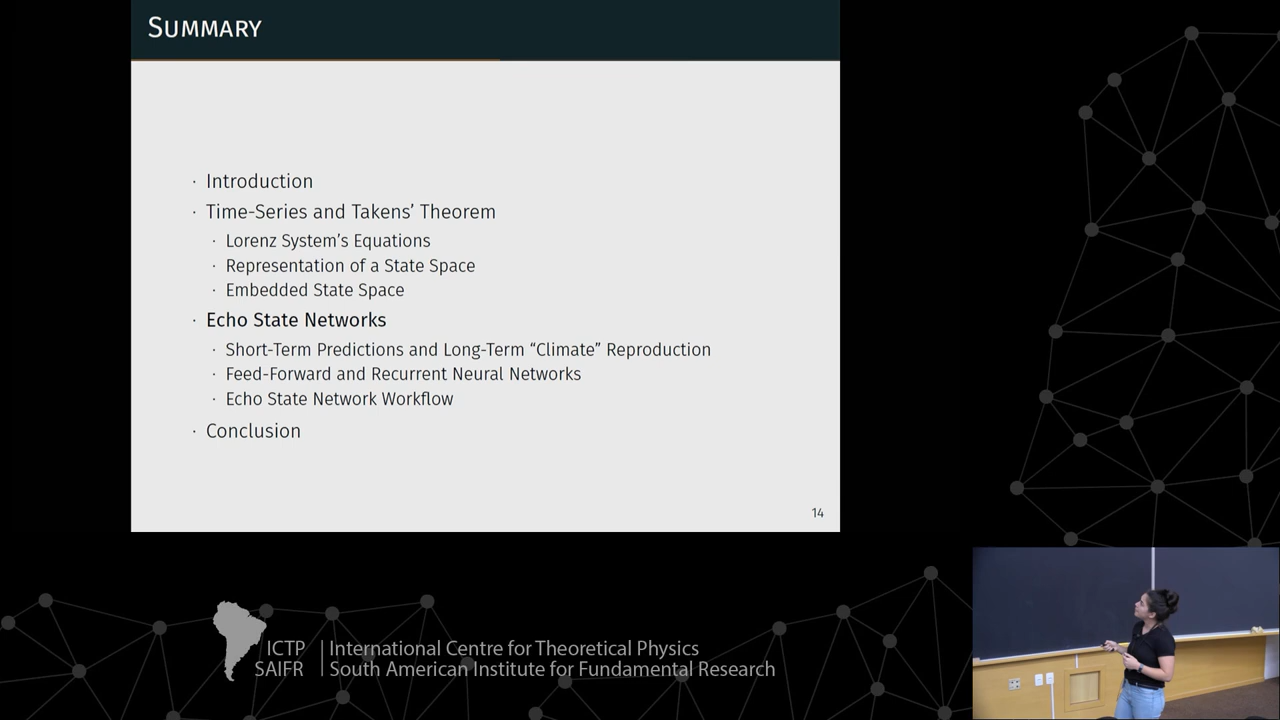 SUMMARY
· Introduction
· Time-Series and Takens’ Theorem
· Lorenz System’s Equations
· Representation of a State Space
· Embedded State Space
· Echo State Networks
· Short-Term Predictions and Long-Term “Climate” Reproduction
· Feed-Forward and Recurrent Neural Networks
· Echo State Network Workflow
· Conclusion
14
ICTP | International Centre for Theoretical Physics
SAIFR | South American Institute for Fundamental Research